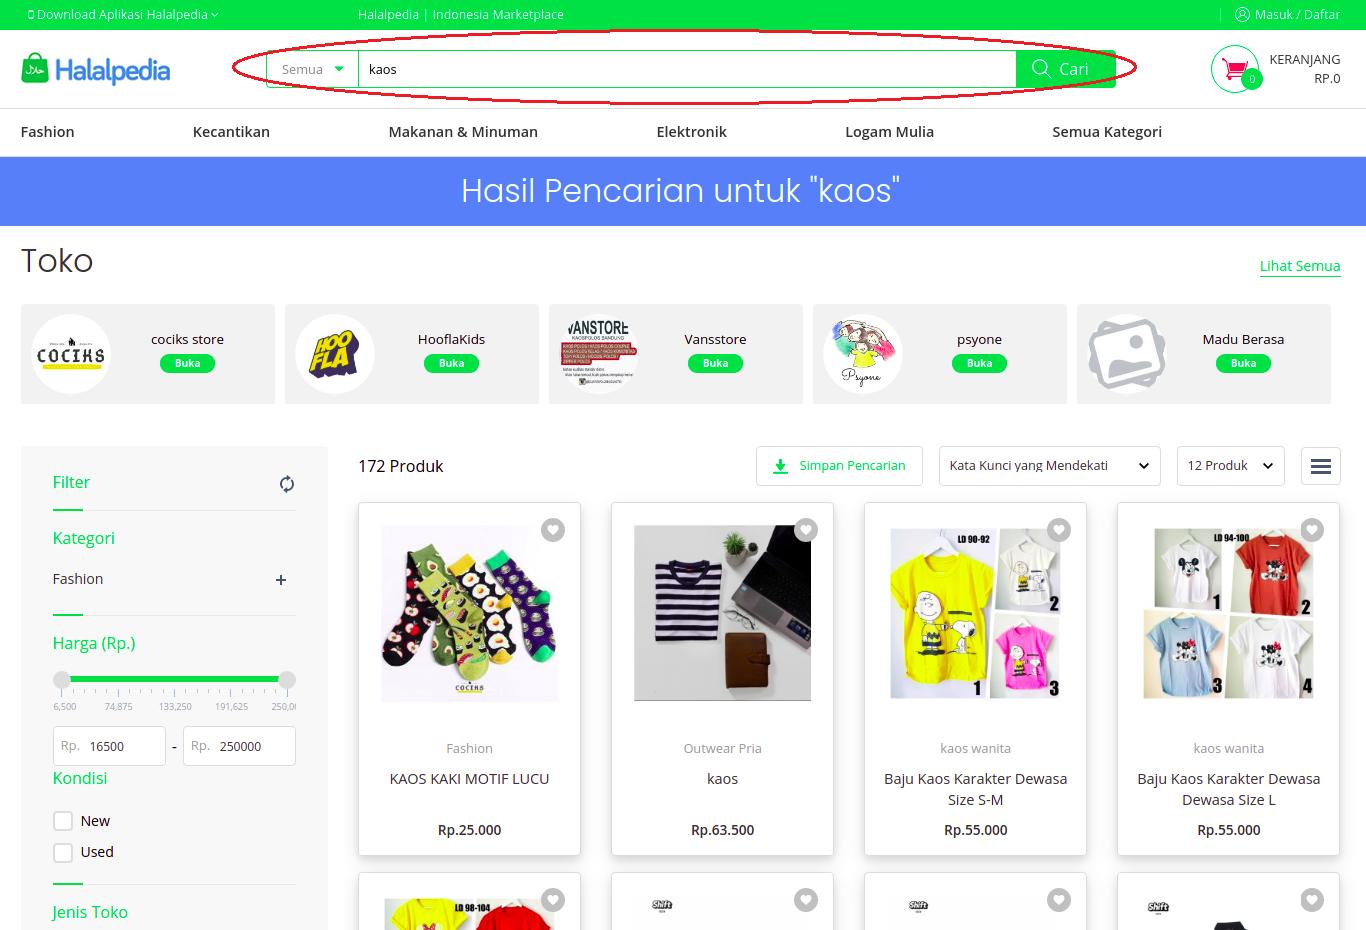 Download Aplikasi Halalpedia
Halalpedia | Indonesia Marketplace
Masuk / Daftar
حلال Halalpedia
Semua
kaos
Cari
0
KERANJANG
RP.0
Fashion
Kecantikan
Makanan & Minuman
Elektronik
Logam Mulia
Semua Kategori
Hasil Pencarian untuk "kaos"
Toko
Lihat Semua
COCIKS
cociks store
Buka
HOO
FLA
HooflaKids
Buka
VANSTORE
KAOSPOLOS BANDUNG
Vansstore
Buka
Psyone
psyone
Buka
Madu Berasa
Buka
Filter
Kategori
Fashion
+
Harga (Rp.)
6,500 74,875 133,250 191,625 250,0
Rp. 16500 - Rp. 250000
Kondisi
New
Used
Jenis Toko
172 Produk
Simpan Pencarian
Kata Kunci yang Mendekati
12 Produk
COCIKS
Fashion
KAOS KAKI MOTIF LUCU
Rp.25.000
Outwear Pria
kaos
Rp.63.500
LD 90-92
1
2
3
kaos wanita
Baju Kaos Karakter Dewasa
Size S-M
Rp.55.000
LD 94-100
1
2
3
4
kaos wanita
Baju Kaos Karakter Dewasa
Dewasa Size L
Rp.55.000
LD 98-104
Shift
Shift
Shift